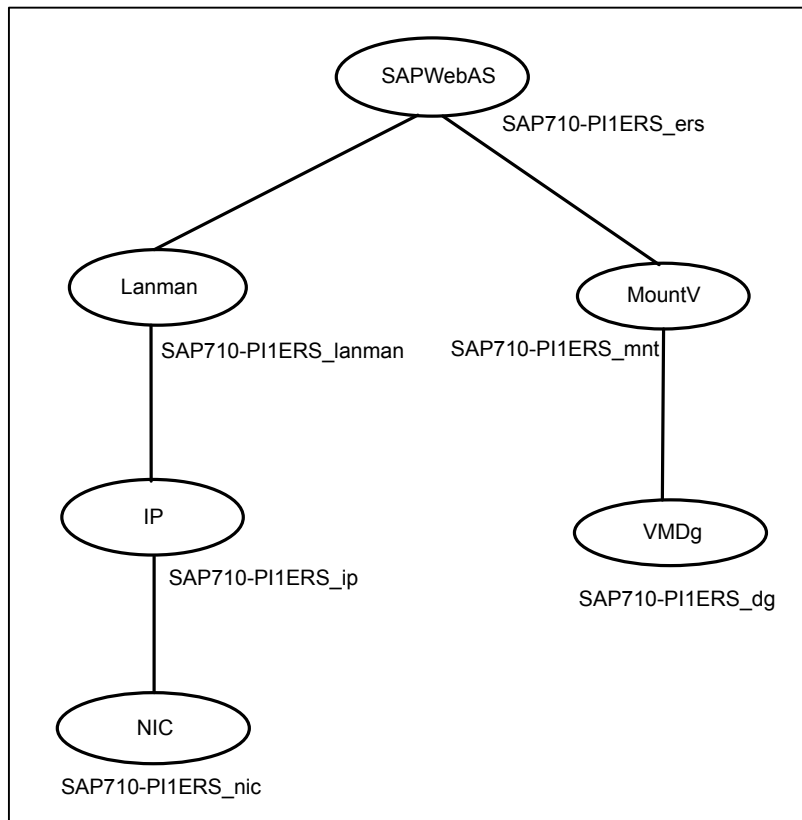 SAPWebAS
SAP710-PI1ERS_ers
Lanman
MountV
SAP710-PI1ERS_lanman
SAP710-PI1ERS_mnt
IP
VMDg
SAP710-PI1ERS_ip
SAP710-PI1ERS_dg
NIC
SAP710-PI1ERS_nic